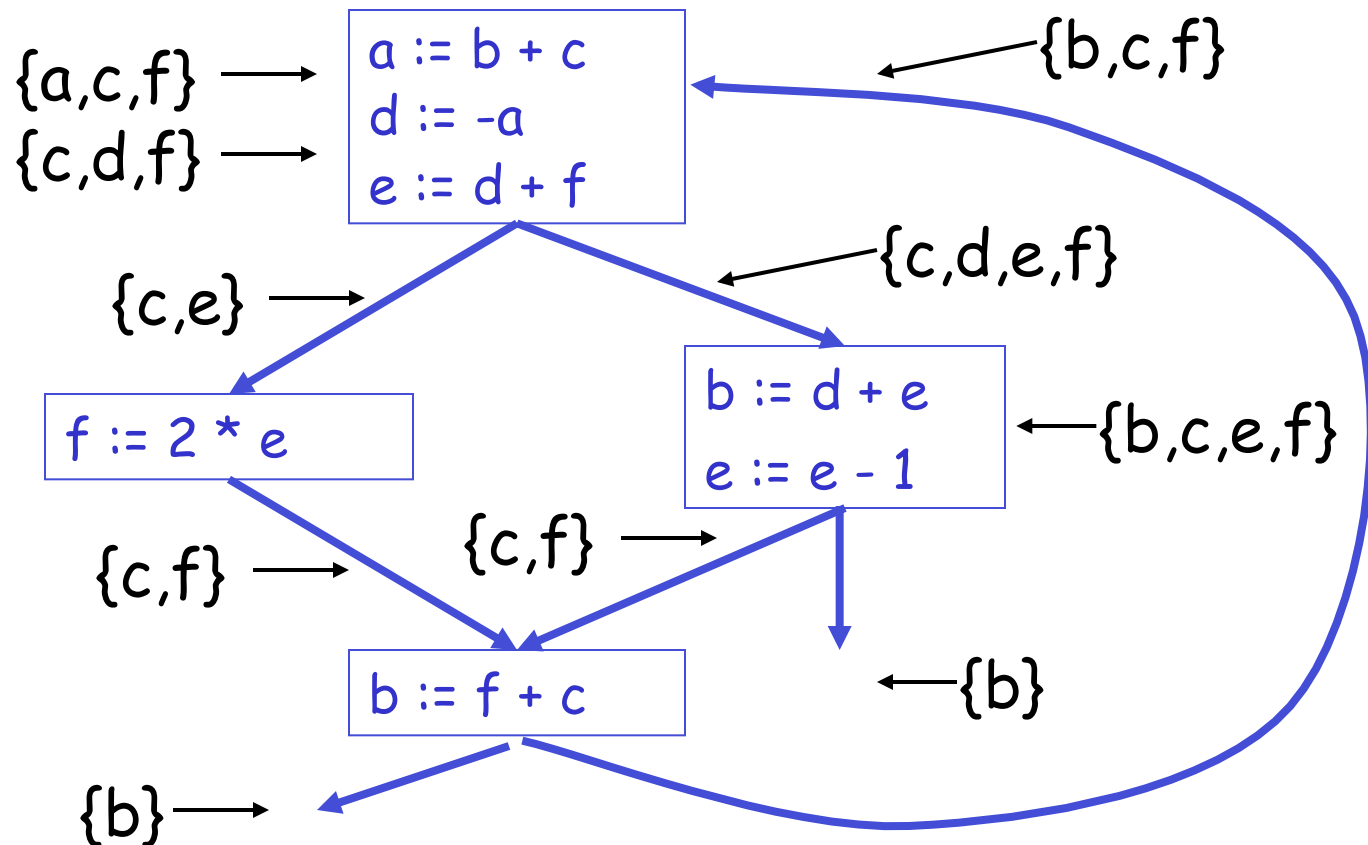 a := b + c
{b,c,f}
{a,c,f}
d := -a
{c,d,f}
e := d + f
{c,d,e,f}
{c,e}
b := d + e
f := 2 * e
{b,c,e,f}
e := e - 1
{c,f}
{c,f}
b := f + c
{b}
{b}